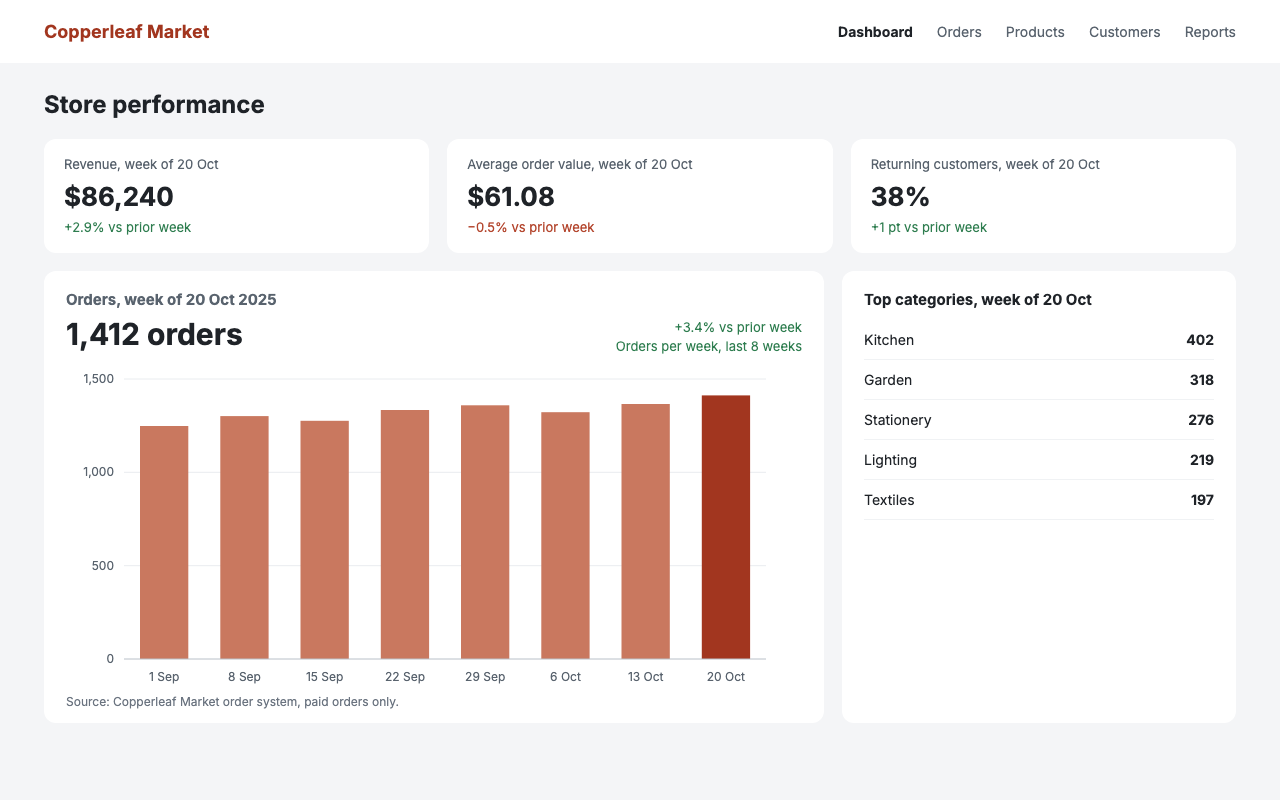 Copperleaf Market
Dashboard Orders Products Customers Reports
Store performance
Revenue, week of 20 Oct
$86,240
+2.9% vs prior week
Average order value, week of 20 Oct
$61.08
−0.5% vs prior week
Returning customers, week of 20 Oct
38%
+1 pt vs prior week
Orders, week of 20 Oct 2025
1,412 orders
+3.4% vs prior week
Orders per week, last 8 weeks
1,500
1,000
500
0
1 Sep 8 Sep 15 Sep 22 Sep 29 Sep 6 Oct 13 Oct 20 Oct
Source: Copperleaf Market order system, paid orders only.
Top categories, week of 20 Oct
Kitchen 402
Garden 318
Stationery 276
Lighting 219
Textiles 197